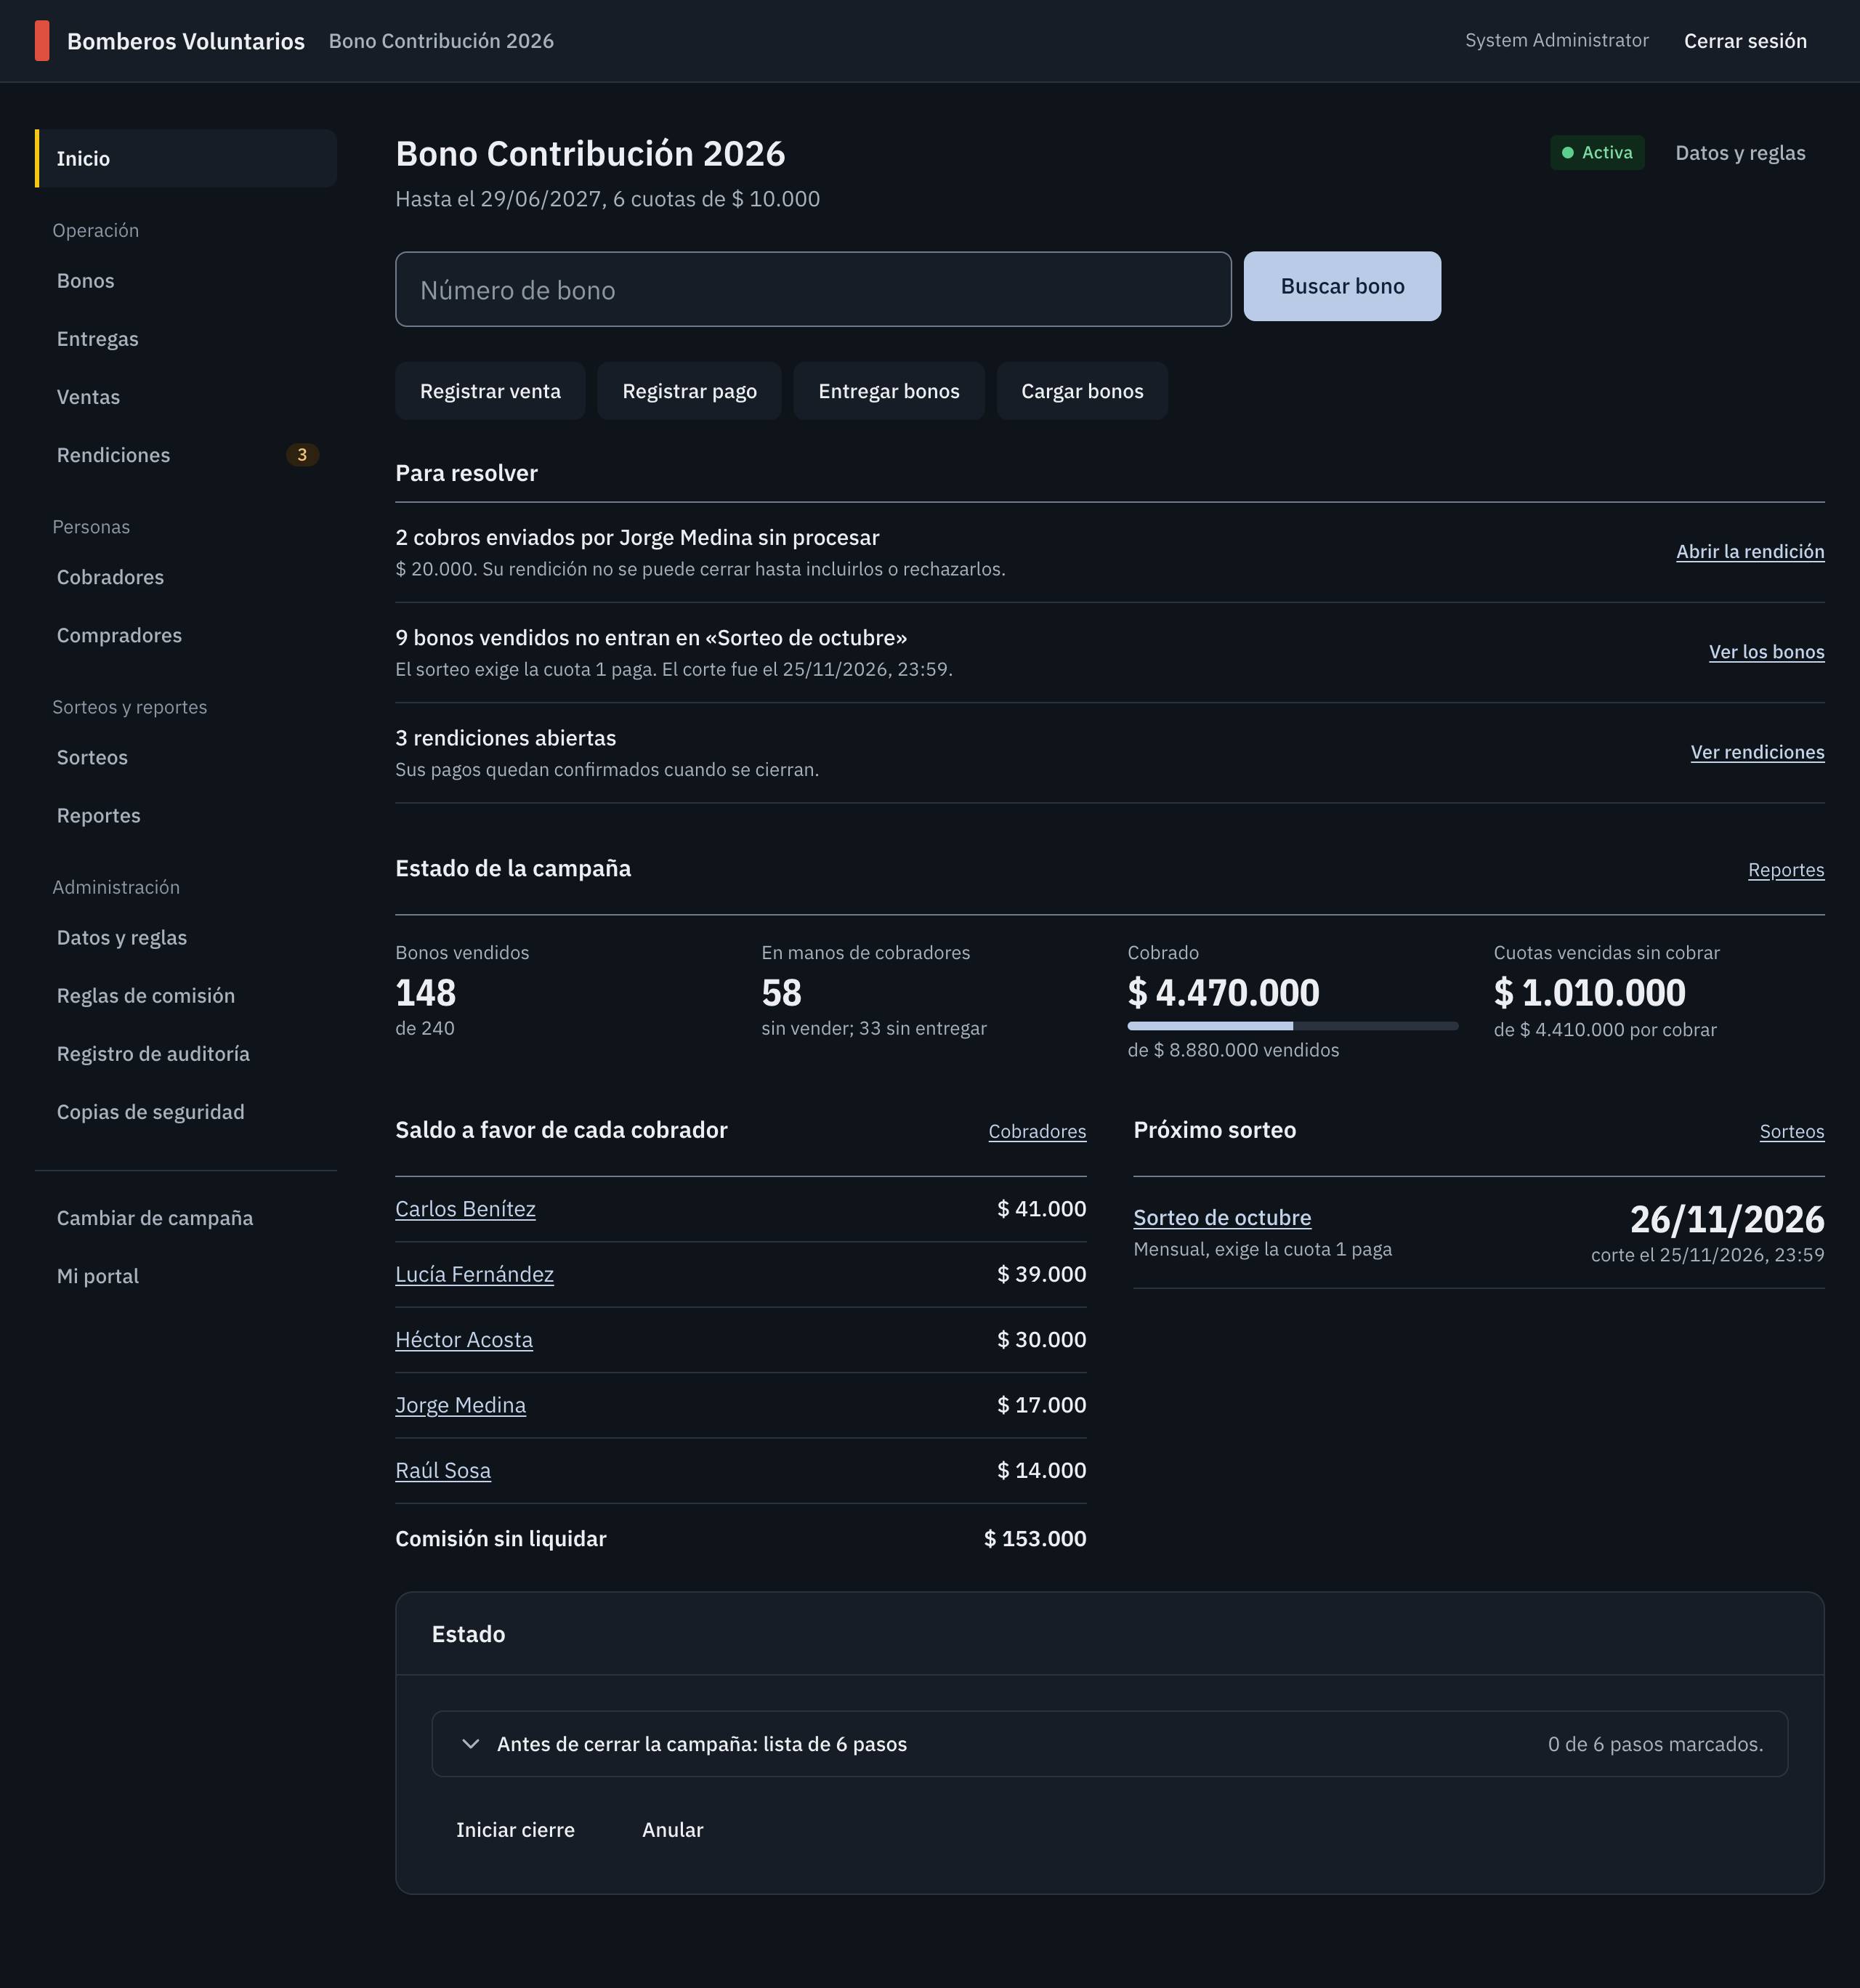 Bomberos Voluntarios
Bono Contribución 2026
System Administrator
Cerrar sesión
Inicio
Operación
Bonos
Entregas
Ventas
Rendiciones
3
Personas
Cobradores
Compradores
Sorteos y reportes
Sorteos
Reportes
Administración
Datos y reglas
Reglas de comisión
Registro de auditoría
Copias de seguridad
Cambiar de campaña
Mi portal
Bono Contribución 2026
Activa
Datos y reglas
Hasta el 29/06/2027, 6 cuotas de $ 10.000
Número de bono
Buscar bono
Registrar venta
Registrar pago
Entregar bonos
Cargar bonos
Para resolver
2 cobros enviados por Jorge Medina sin procesar
$ 20.000. Su rendición no se puede cerrar hasta incluirlos o rechazarlos.
Abrir la rendición
9 bonos vendidos no entran en «Sorteo de octubre»
El sorteo exige la cuota 1 paga. El corte fue el 25/11/2026, 23:59.
Ver los bonos
3 rendiciones abiertas
Sus pagos quedan confirmados cuando se cierran.
Ver rendiciones
Estado de la campaña
Reportes
Bonos vendidos
148
de 240
En manos de cobradores
58
sin vender; 33 sin entregar
Cobrado
$ 4.470.000
de $ 8.880.000 vendidos
Cuotas vencidas sin cobrar
$ 1.010.000
de $ 4.410.000 por cobrar
Saldo a favor de cada cobrador
Cobradores
Carlos Benítez
$ 41.000
Lucía Fernández
$ 39.000
Héctor Acosta
$ 30.000
Jorge Medina
$ 17.000
Raúl Sosa
$ 14.000
Comisión sin liquidar
$ 153.000
Próximo sorteo
Sorteos
Sorteo de octubre
Mensual, exige la cuota 1 paga
26/11/2026
corte el 25/11/2026, 23:59
Estado
Antes de cerrar la campaña: lista de 6 pasos
0 de 6 pasos marcados.
Iniciar cierre
Anular